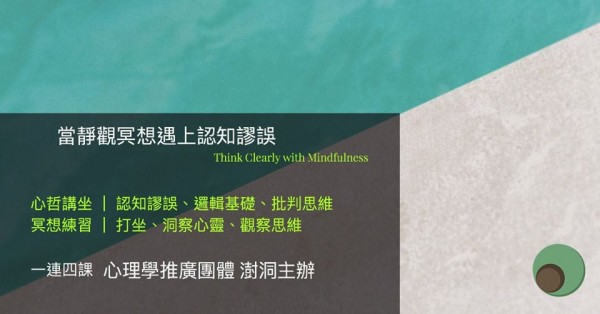 當靜觀冥想遇上認知謬誤
Think Clearly with Mindfulness
心哲講坐 | 認知謬誤、邏輯基礎、批判思維
冥想練習 | 打坐、洞察心靈、觀察思維
一連四課 心理學推廣團體 澍洞主辦